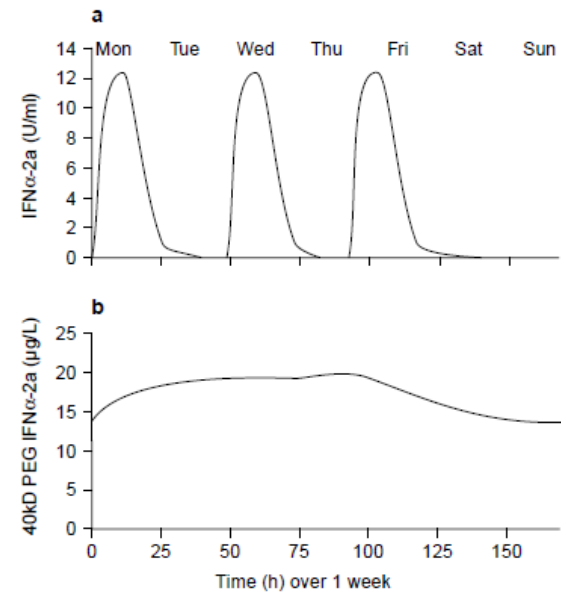 a
Mon Tue Wed Thu Fri Sat Sun
14
12
10
8
6
4
2
0
IFNα-2a (U/ml)
b
25
20
15
10
5
0
40kD PEG IFNα-2a (μg/L)
0 25 50 75 100 125 150
Time (h) over 1 week